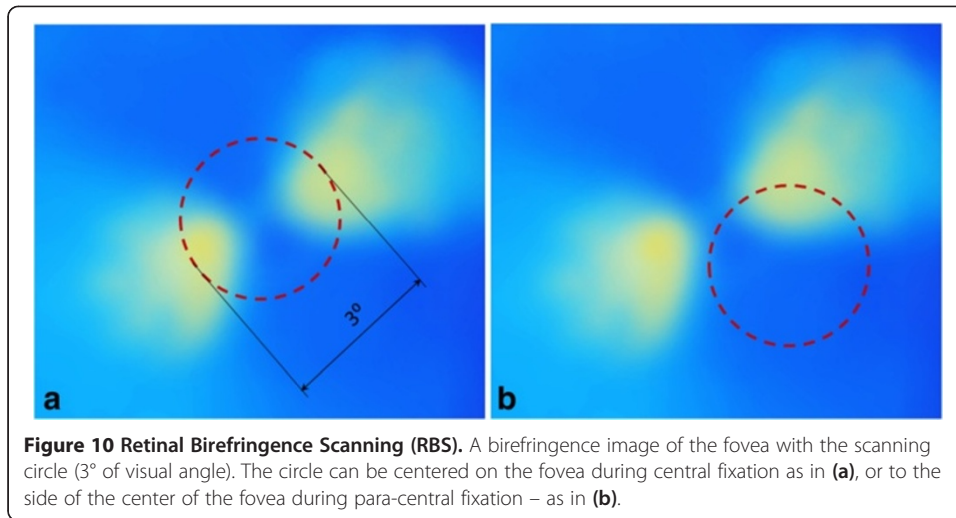 3°
a
b
Figure 10 Retinal Birefringence Scanning (RBS). A birefringence image of the fovea with the scanning
circle (3° of visual angle). The circle can be centered on the fovea during central fixation as in (a), or to the
side of the center of the fovea during para-central fixation – as in (b).